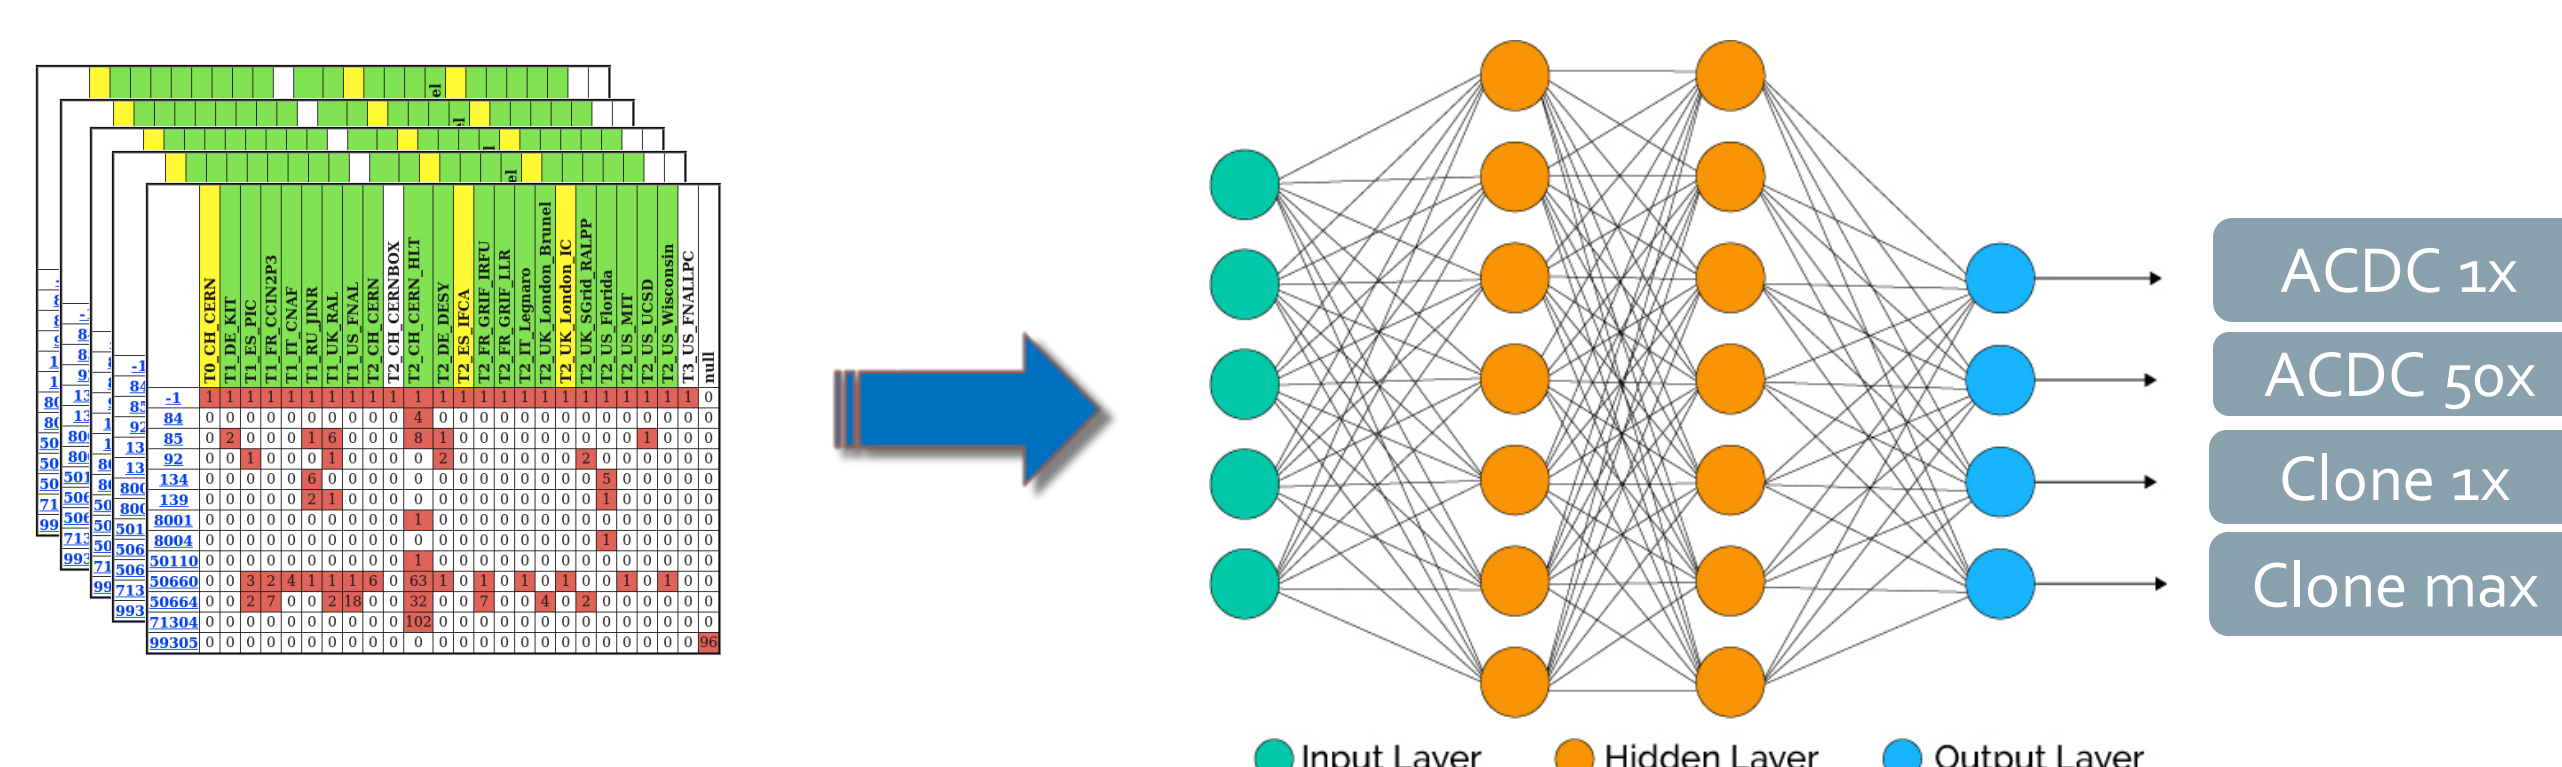 el
el
el
el
T0_CH_CERN
T1_DE_KIT
T1_ES_PIC
T1_FR_CCIN2P3
T1_IT_CNAF
T1_RU_JINR
T1_UK_RAL
T1_US_FNAL
T2_CH_CERN
T2_CH_CERNBOX
T2_CH_CERN_HLT
T2_DE_DESY
T2_ES_IFCA
T2_FR_GRIF_IRFU
T2_FR_GRIF_LLR
T2_IT_Legnaro
T2_UK_London_Brunel
T2_UK_London_IC
T2_UK_SGrid_RALPP
T2_US_Florida
T2_US_MIT
T2_US_UCSD
T2_US_Wisconsin
T3_US_FNALLPC
null
-1 1 1 1 1 1 1 1 1 1 1 1 1 1 1 1 1 1 1 1 1 1 1 1 1 0
84 0 0 0 0 0 0 0 0 0 0 4 0 0 0 0 0 0 0 0 0 0 0 0 0 0
85 0 2 0 0 0 1 6 0 0 0 8 1 0 0 0 0 0 0 0 0 0 1 0 0 0
92 0 0 1 0 0 0 1 0 0 0 0 2 0 0 0 0 0 0 2 0 0 0 0 0 0
134 0 0 0 0 0 6 0 0 0 0 0 0 0 0 0 0 0 0 0 5 0 0 0 0 0
139 0 0 0 0 0 2 1 0 0 0 0 0 0 0 0 0 0 0 0 1 0 0 0 0 0
8001 0 0 0 0 0 0 0 0 0 0 1 0 0 0 0 0 0 0 0 0 0 0 0 0 0
8004 0 0 0 0 0 0 0 0 0 0 0 0 0 0 0 0 0 0 0 1 0 0 0 0 0
50110 0 0 0 0 0 0 0 0 0 0 1 0 0 0 0 0 0 0 0 0 0 0 0 0 0
50660 0 0 3 2 4 1 1 1 6 0 63 1 0 1 0 1 0 1 0 0 1 0 1 0 0
50664 0 0 2 7 0 0 2 18 0 0 32 0 0 7 0 0 4 0 2 0 0 0 0 0 0
71304 0 0 0 0 0 0 0 0 0 0 102 0 0 0 0 0 0 0 0 0 0 0 0 0 0
99305 0 0 0 0 0 0 0 0 0 0 0 0 0 0 0 0 0 0 0 0 0 0 0 0 96
ACDC 1x
ACDC 50x
Clone 1x
Clone max
Input Layer
Hidden Layer
Output Layer